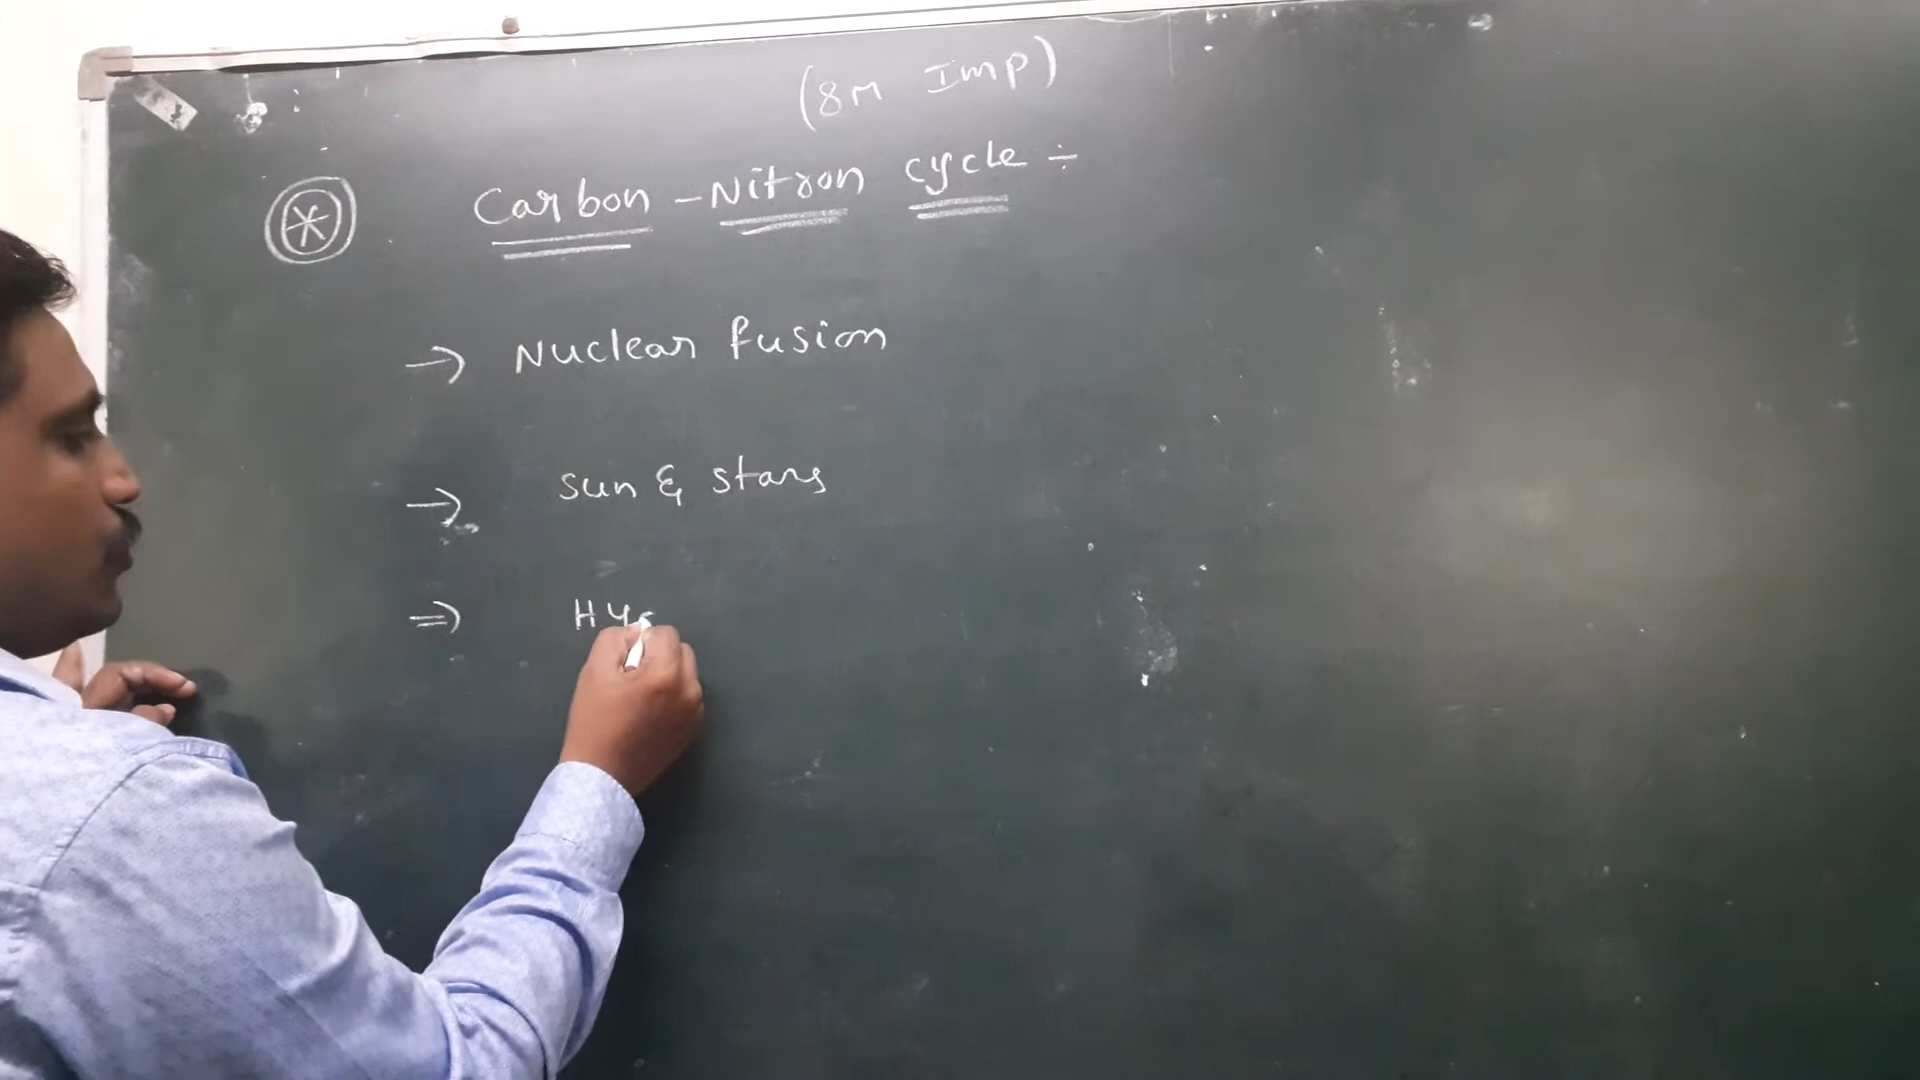 (8M Imp)
Carbon - Nitron cycle ÷
→ Nuclear fusion
→ Sun & stars
⇒ Hy